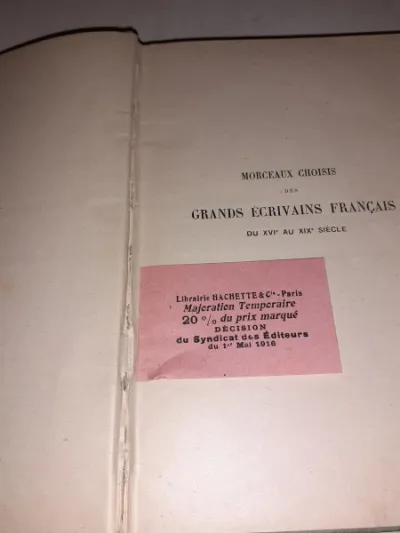 MORCEAUX CHOISIS
DES
GRANDS ÉCRIVAINS FRANÇAIS
DU XVIᵉ AU XIXᵉ SIÈCLE
Librairie HACHETTE & Cⁱᵉ - Paris
Majoration Temporaire
20 % du prix marqué
DÉCISION
du Syndicat des Éditeurs
du 1ᵉʳ Mai 1916